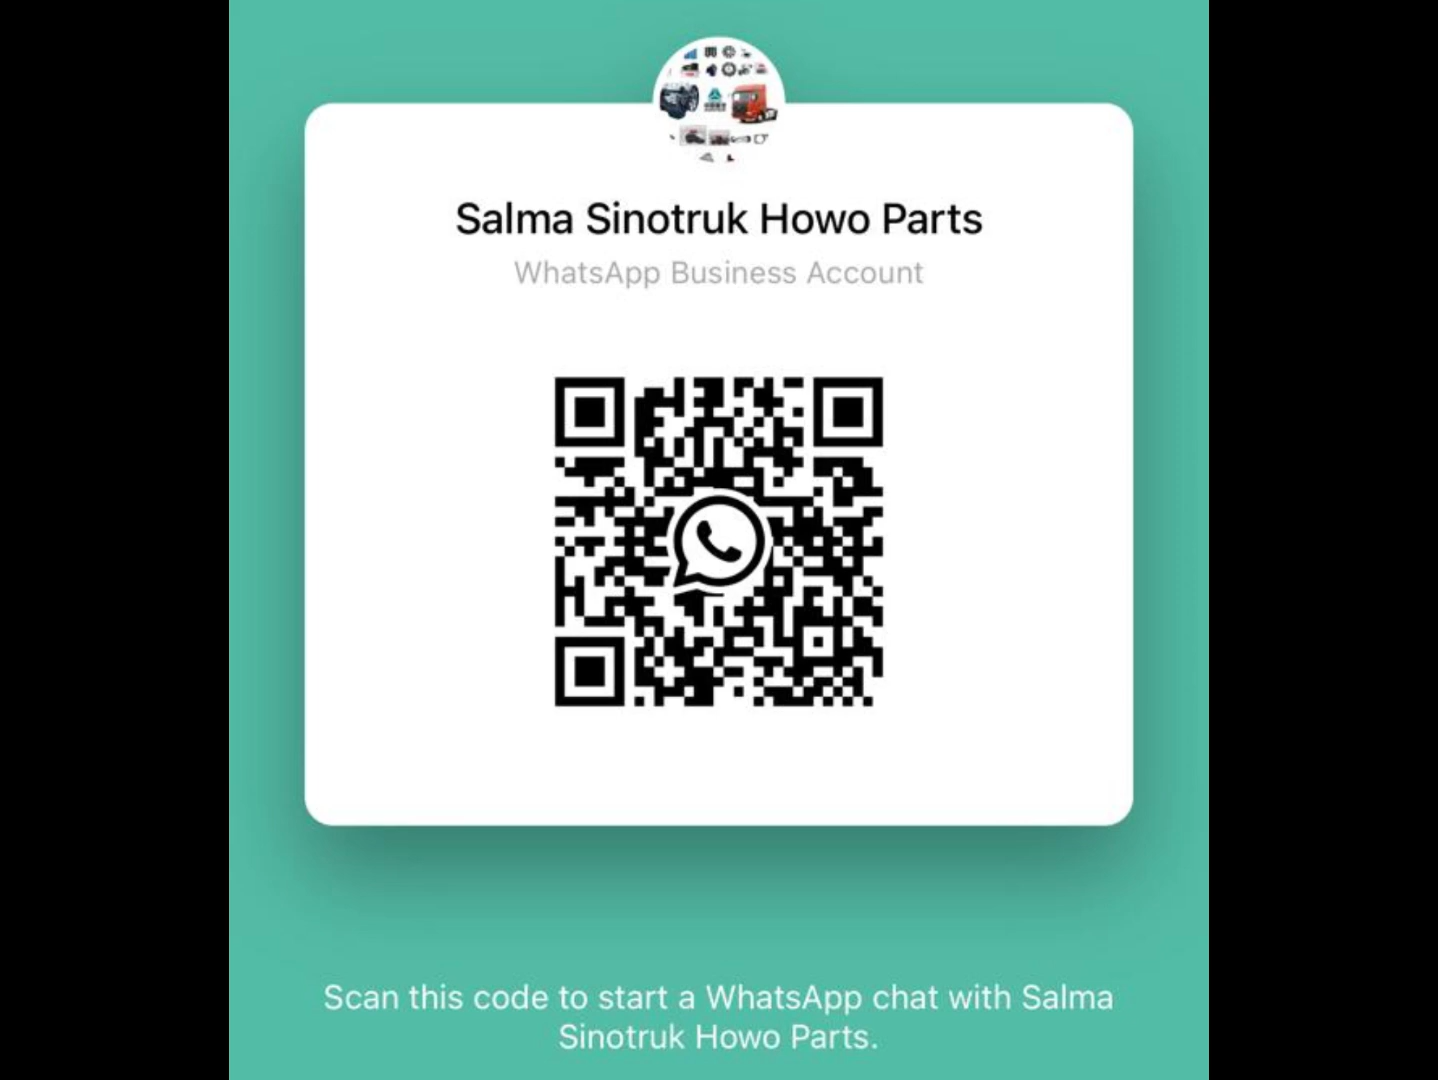 Salma Sinotruk Howo Parts
WhatsApp Business Account
Scan this code to start a WhatsApp chat with Salma
Sinotruk Howo Parts.